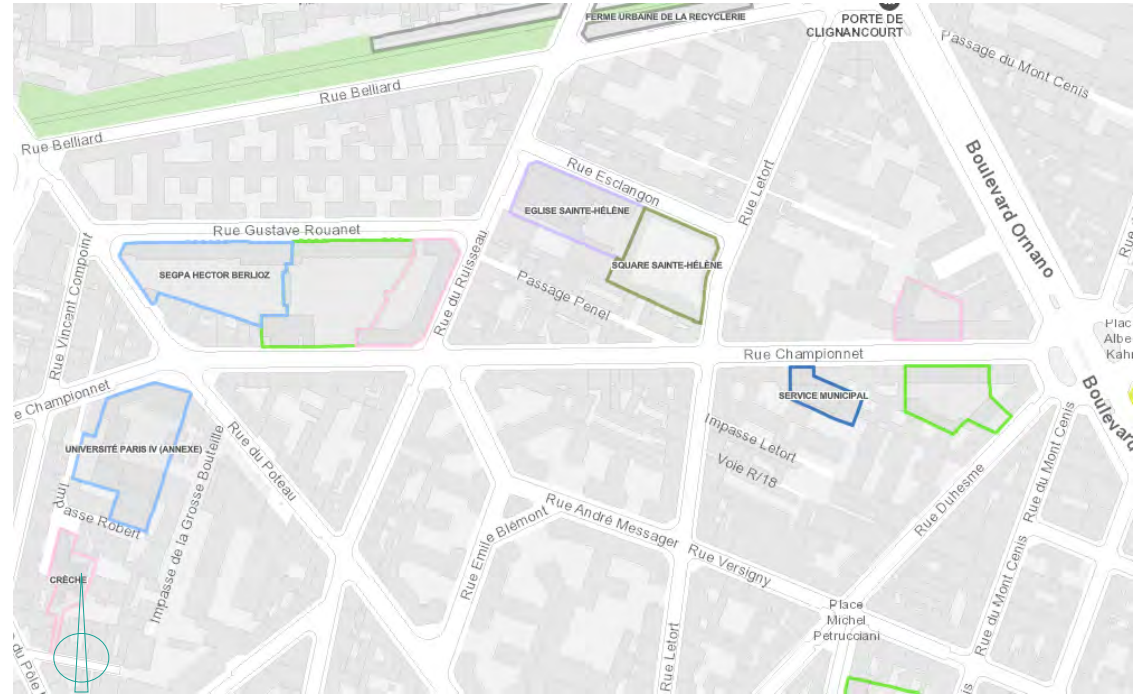 FERME URBAINE DE LA RECYCLERIE
PORTE DE
CLIGNANCOURT
Passage du Mont Cenis
Rue Belliard
Rue Belliard
Boulevard Ornano
Rue Esclangon
Rue Letort
EGLISE SAINTE-HÉLÈNE
Rue Gustave Rouanet
SEGPA HECTOR BERLIOZ
SQUARE SAINTE-HÉLÈNE
Rue du Ruisseau
Passage Penel
Rue Vincent Compoint
Rue d
Place
Albe
Kahn
Rue Championnet
e Championnet
SERVICE MUNICIPAL
Boulevard
Impasse Letort
Voie R/18
UNIVERSITÉ PARIS IV (ANNEXE)
Rue du Poteau
Impasse de la Grosse Bouteille
Rue Duhesme
Rue du Mont Cenis
Impasse Robert
Rue Emile Blémont
Rue André Messager
Rue Versigny
CRÈCHE
Place
Michel
Petrucciani
Rue Letort
Rue du Mont Cenis
du Pôle